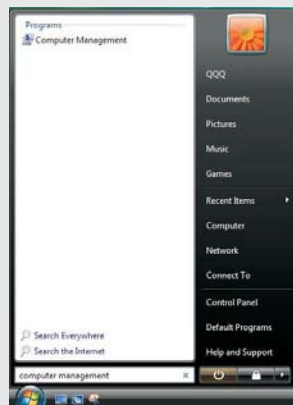 Programs
Computer Management
Search Everywhere
Search the Internet
computer management
QQQ
Documents
Pictures
Music
Games
Recent Items
Computer
Network
Connect To
Control Panel
Default Programs
Help and Support